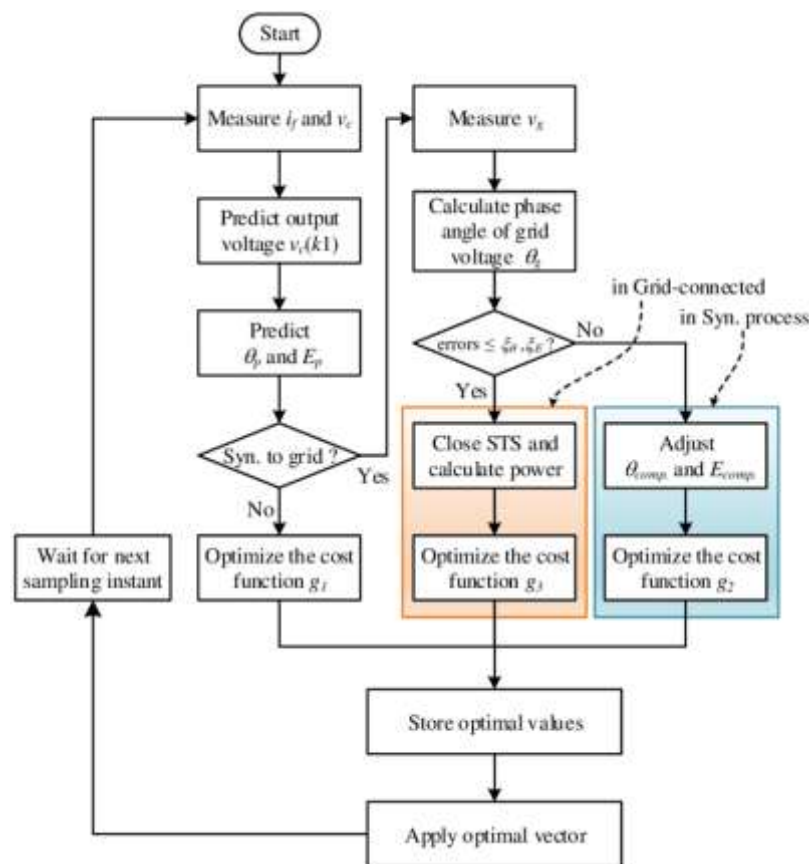 Start
Measure i_f and v_c
Predict output
voltage v_c(k1)
Predict
θ_p and E_p
Syn. to grid ?
Yes
No
Optimize the cost
function g_1
Wait for next
sampling instant
Measure v_g
Calculate phase
angle of grid
voltage θ_g
errors ≤ ξ_θ, ξ_E ?
No
Yes
in Grid-connected
in Syn. process
Close STS and
calculate power
Optimize the cost
function g_3
Adjust
θ_comp. and E_comp.
Optimize the cost
function g_2
Store optimal values
Apply optimal vector